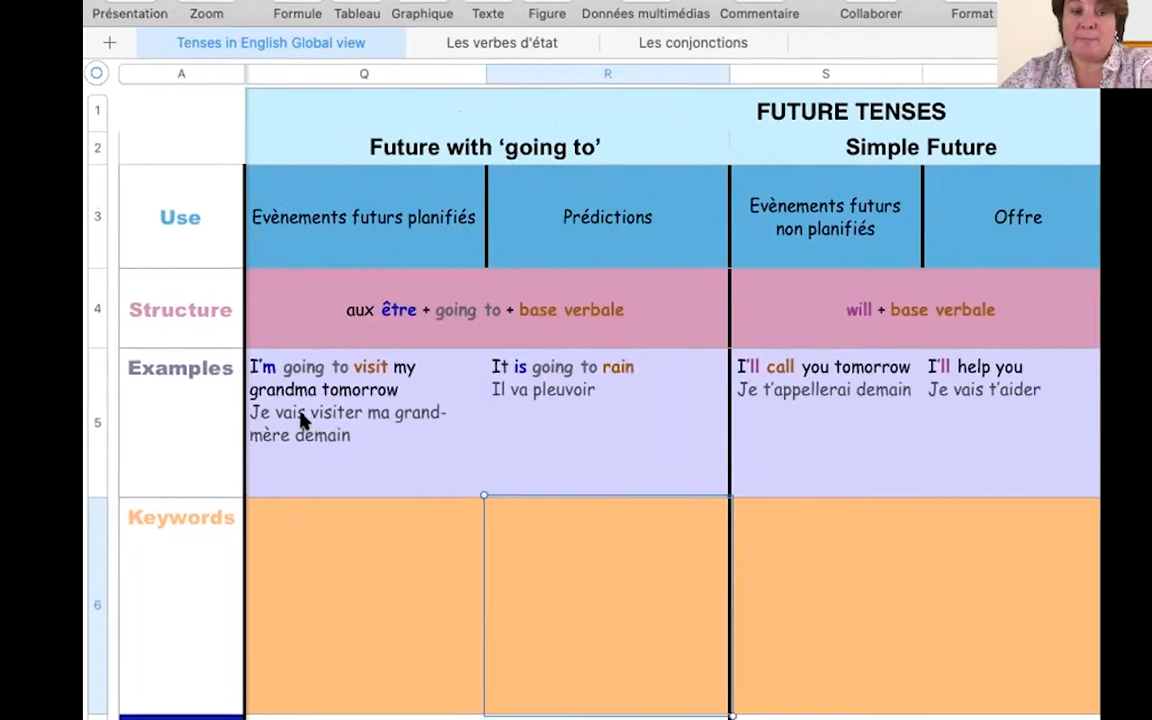 Présentation Zoom Formule Tableau Graphique Texte Figure Données multimédias Commentaire Collaborer Format
Tenses in English Global view Les verbes d'état Les conjonctions
A Q R S
1 FUTURE TENSES
2 Future with ‘going to’ Simple Future
3 Use Evènements futurs planifiés Prédictions Evènements futurs
non planifiés Offre
4 Structure aux être + going to + base verbale will + base verbale
5 Examples
I'm going to visit my
grandma tomorrow
Je vais visiter ma grand-
mère demain
It is going to rain
Il va pleuvoir
I'll call you tomorrow
Je t'appellerai demain
I'll help you
Je vais t'aider
6 Keywords